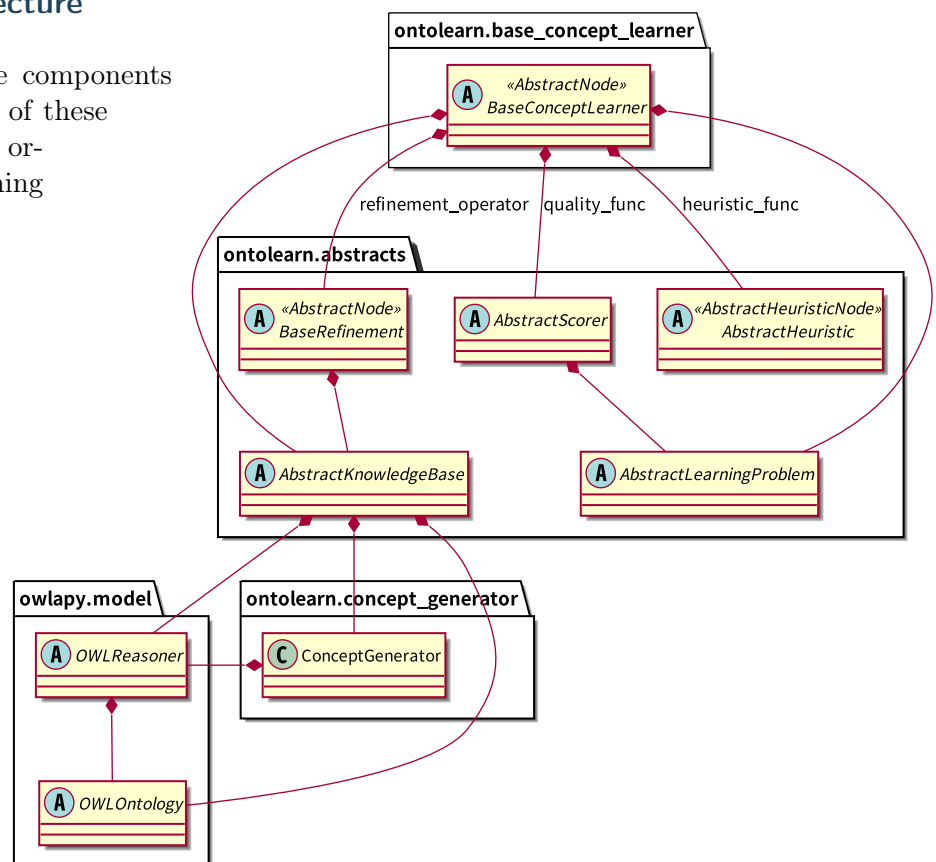 ecture
e components
of these
or-
ning
ontolearn.base_concept_learner
A
«AbstractNode»
BaseConceptLearner
refinement_operator
quality_func
heuristic_func
ontolearn.abstracts
A
«AbstractNode»
BaseRefinement
A
AbstractScorer
A
«AbstractHeuristicNode»
AbstractHeuristic
A
AbstractKnowledgeBase
A
AbstractLearningProblem
owlapy.model
ontolearn.concept_generator
A
OWLReasoner
C
ConceptGenerator
A
OWLOntology